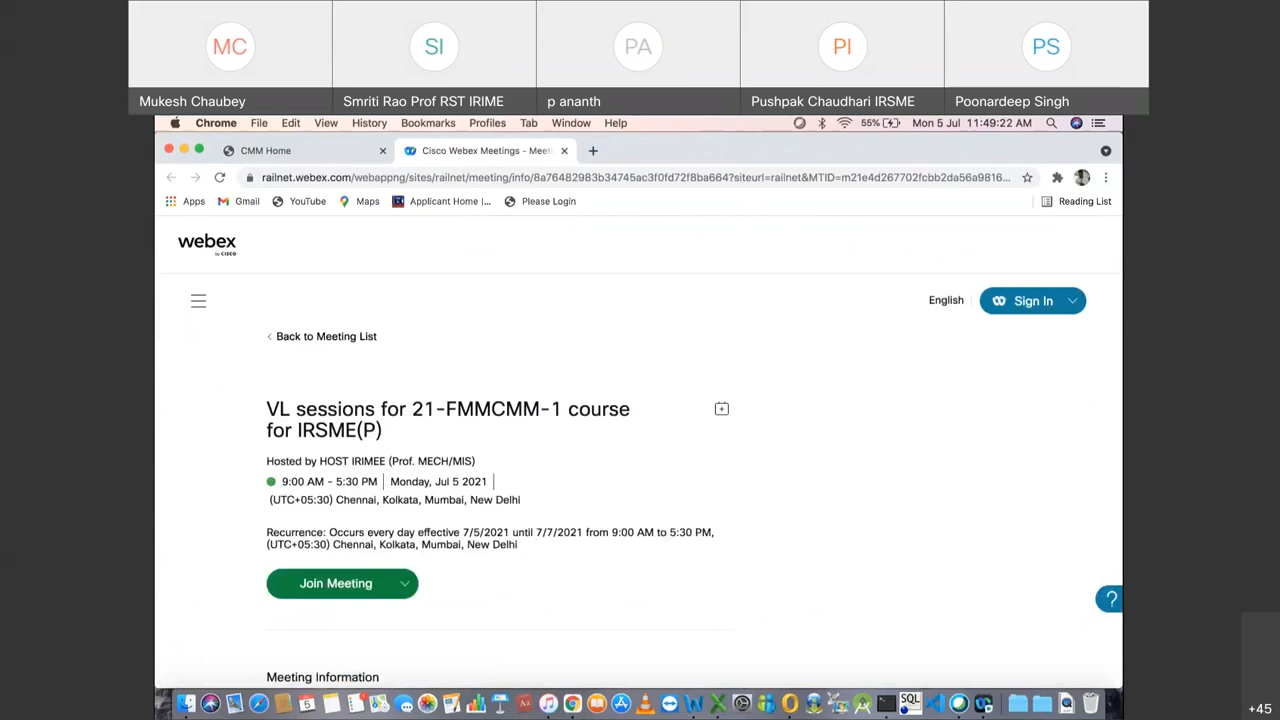 MC SI PA PI PS
Mukesh Chaubey Smriti Rao Prof RST IRIME p ananth Pushpak Chaudhari IRSME Poonardeep Singh
Chrome File Edit View History Bookmarks Profiles Tab Window Help 55% Mon 5 Jul 11:49:22 AM
CMM Home Cisco Webex Meetings - Meeti
railnet.webex.com/webappng/sites/railnet/meeting/info/8a76482983b34745ac3f0fd72f8ba664?siteurl=railnet&MTID=m21e4d267702fcbb2da56a9816...
Apps Gmail YouTube Maps Applicant Home |... Please Login Reading List
webex
by CISCO
English Sign In
Back to Meeting List
VL sessions for 21-FMMCMM-1 course
for IRSME(P)
Hosted by HOST IRIMEE (Prof. MECH/MIS)
9:00 AM - 5:30 PM | Monday, Jul 5 2021 |
(UTC+05:30) Chennai, Kolkata, Mumbai, New Delhi
Recurrence: Occurs every day effective 7/5/2021 until 7/7/2021 from 9:00 AM to 5:30 PM,
(UTC+05:30) Chennai, Kolkata, Mumbai, New Delhi
Join Meeting
?
Meeting Information
SQL
+45